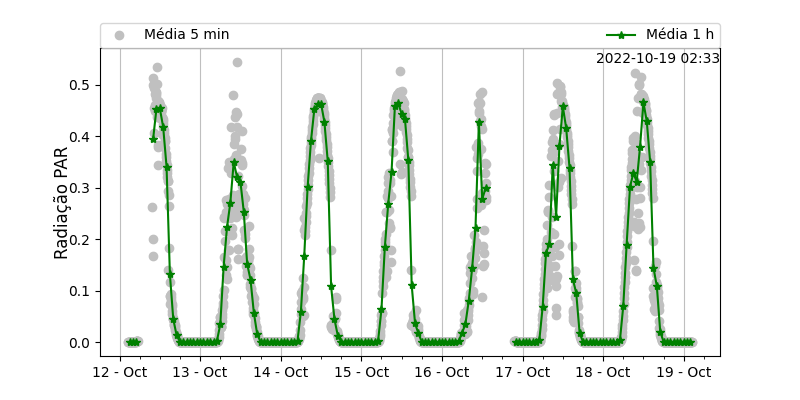 Média 5 min
Média 1 h
2022-10-19 02:33
Radiação PAR
0.5
0.4
0.3
0.2
0.1
0.0
12 - Oct
13 - Oct
14 - Oct
15 - Oct
16 - Oct
17 - Oct
18 - Oct
19 - Oct